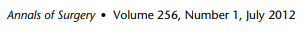 Annals of Surgery • Volume 256, Number 1, July 2012